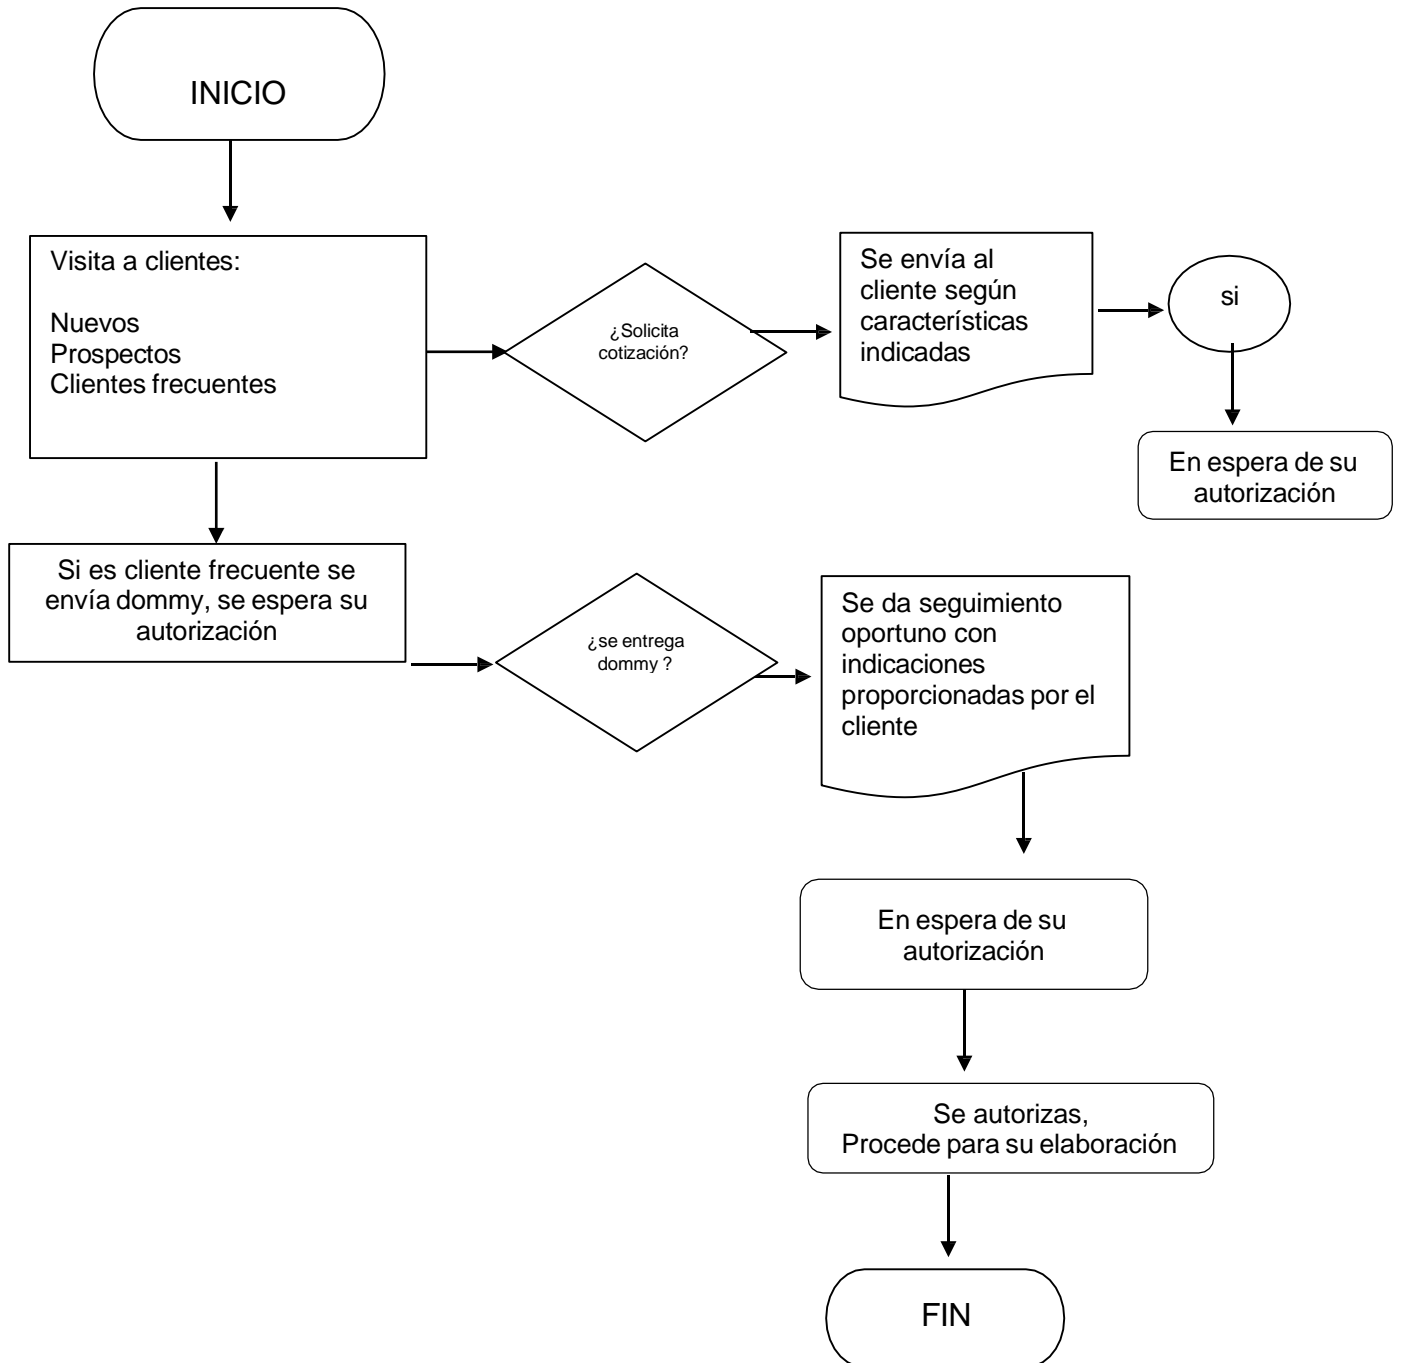 INICIO
Visita a clientes:
Nuevos
Prospectos
Clientes frecuentes
¿Solicita
cotización?
Se envía al
cliente según
características
indicadas
si
En espera de su
autorización
Si es cliente frecuente se
envía dommy, se espera su
autorización
¿se entrega
dommy ?
Se da seguimiento
oportuno con
indicaciones
proporcionadas por el
cliente
En espera de su
autorización
Se autorizas,
Procede para su elaboración
FIN